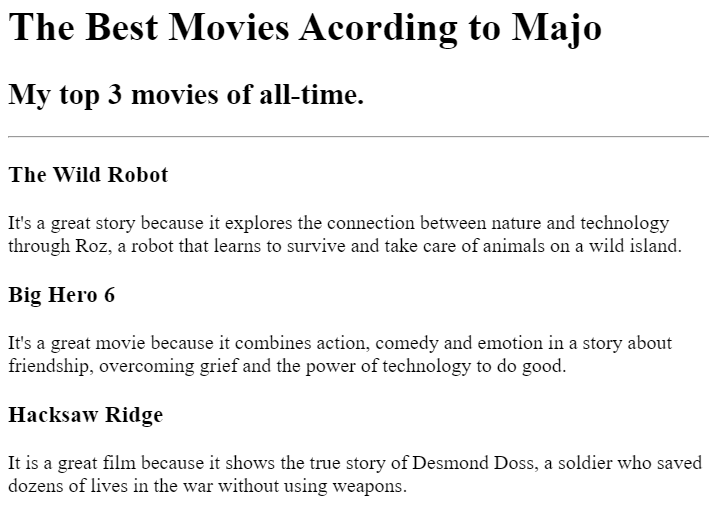 The Best Movies Acording to Majo
My top 3 movies of all-time.
The Wild Robot
It's a great story because it explores the connection between nature and technology
through Roz, a robot that learns to survive and take care of animals on a wild island.
Big Hero 6
It's a great movie because it combines action, comedy and emotion in a story about
friendship, overcoming grief and the power of technology to do good.
Hacksaw Ridge
It is a great film because it shows the true story of Desmond Doss, a soldier who saved
dozens of lives in the war without using weapons.